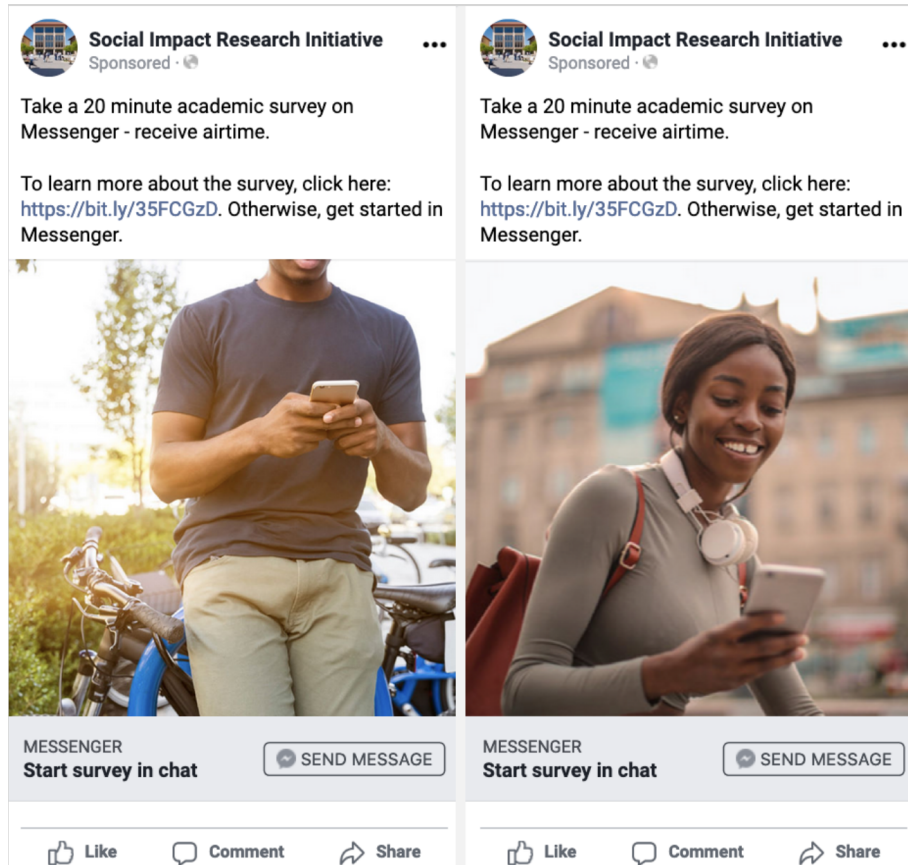 Social Impact Research Initiative
Sponsored ·
Take a 20 minute academic survey on
Messenger - receive airtime.
To learn more about the survey, click here:
https://bit.ly/35FCGzD. Otherwise, get started in
Messenger.
MESSENGER
Start survey in chat
SEND MESSAGE
Like
Comment
Share
Social Impact Research Initiative
Sponsored ·
Take a 20 minute academic survey on
Messenger - receive airtime.
To learn more about the survey, click here:
https://bit.ly/35FCGzD. Otherwise, get started in
Messenger.
MESSENGER
Start survey in chat
SEND MESSAGE
Like
Comment
Share